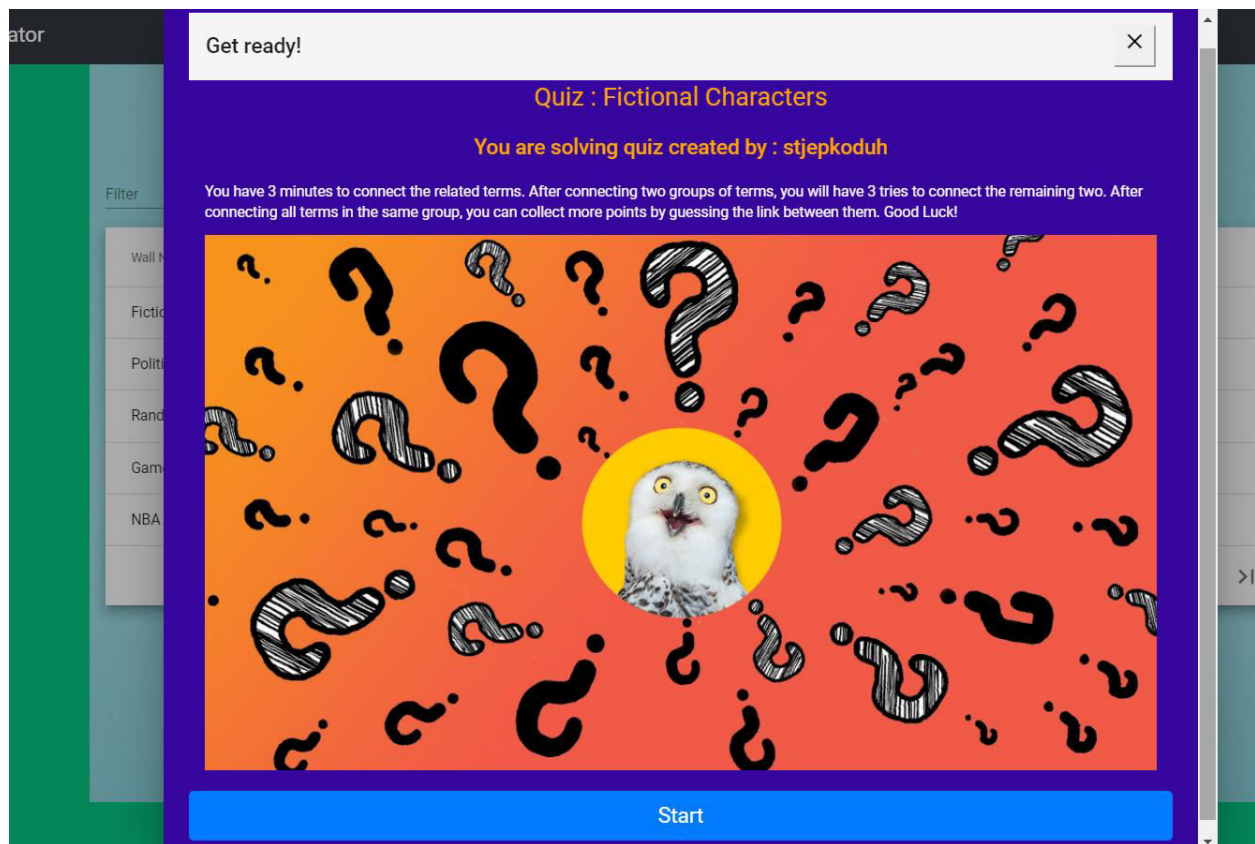 ator
Get ready!
Quiz : Fictional Characters
You are solving quiz created by : stjepkoduh
You have 3 minutes to connect the related terms. After connecting two groups of terms, you will have 3 tries to connect the remaining two. After
connecting all terms in the same group, you can collect more points by guessing the link between them. Good Luck!
Filter
Wall N
Fictio
Politi
Rand
Gam
NBA
Start